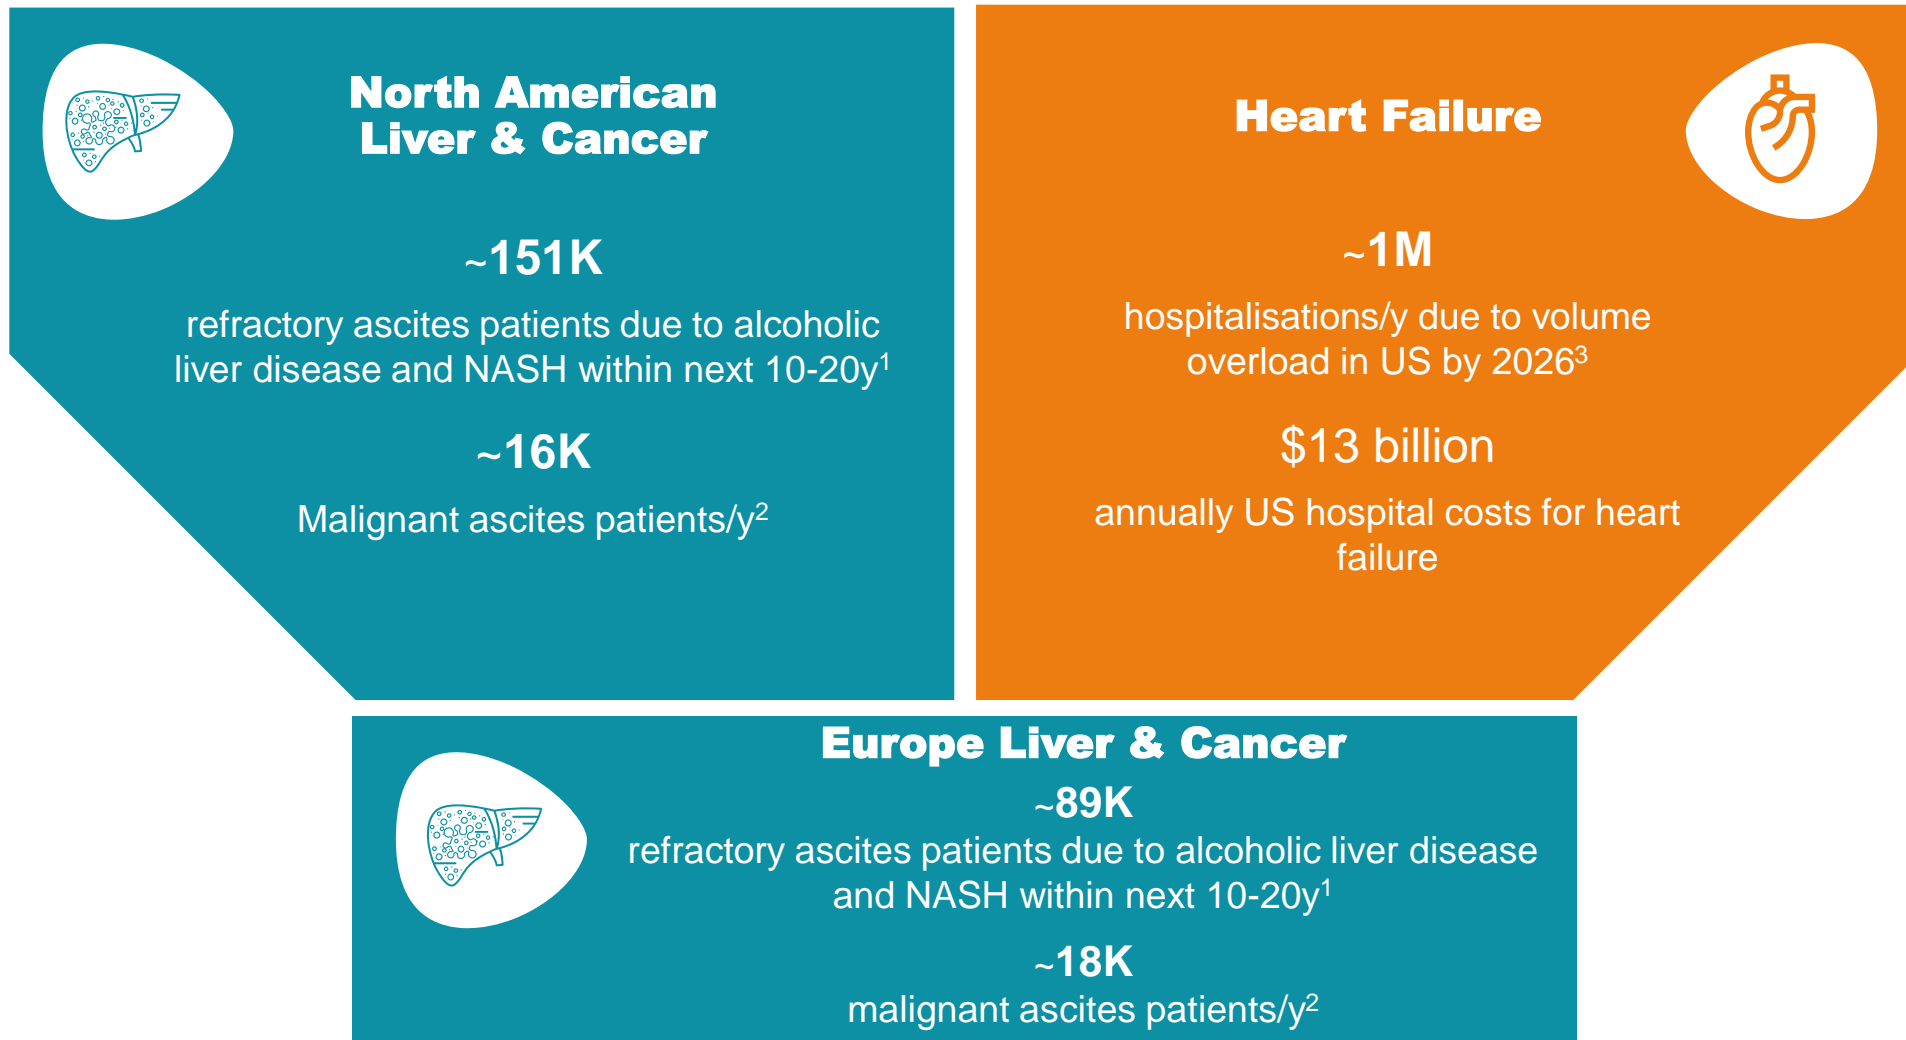 North American
Liver & Cancer
~151K
refractory ascites patients due to alcoholic
liver disease and NASH within next 10-20y¹
~16K
Malignant ascites patients/y²
Heart Failure
~1M
hospitalisations/y due to volume
overload in US by 2026³
$13 billion
annually US hospital costs for heart
failure
Europe Liver & Cancer
~89K
refractory ascites patients due to alcoholic liver disease
and NASH within next 10-20y¹
~18K
malignant ascites patients/y²